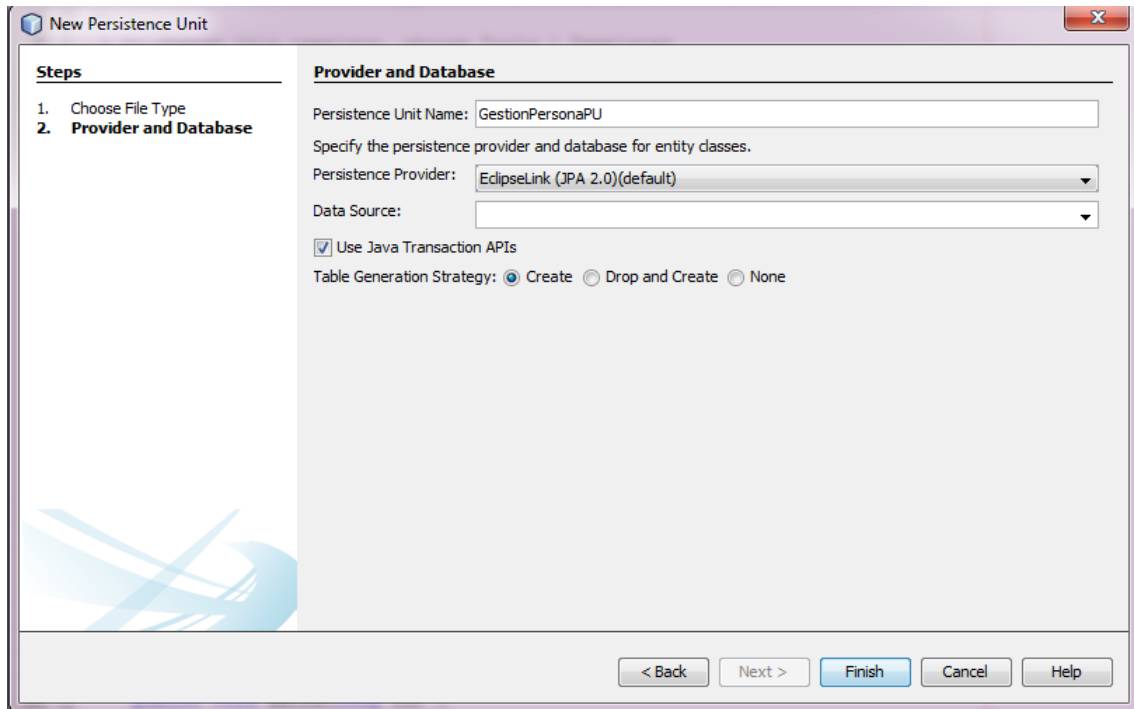 New Persistence Unit
Steps
1. Choose File Type
2. Provider and Database
Provider and Database
Persistence Unit Name: GestionPersonaPU
Specify the persistence provider and database for entity classes.
Persistence Provider: EclipseLink (JPA 2.0)(default)
Data Source:
Use Java Transaction APIs
Table Generation Strategy: Create Drop and Create None
< Back Next > Finish Cancel Help